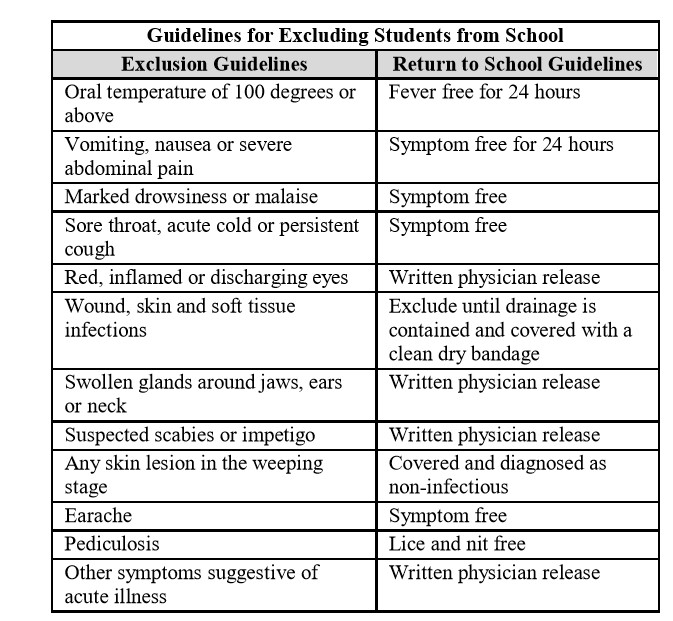 Guidelines for Excluding Students from School
Exclusion Guidelines
Return to School Guidelines
Oral temperature of 100 degrees or
above
Fever free for 24 hours
Vomiting, nausea or severe
abdominal pain
Symptom free for 24 hours
Marked drowsiness or malaise
Symptom free
Sore throat, acute cold or persistent
cough
Symptom free
Red, inflamed or discharging eyes
Written physician release
Wound, skin and soft tissue
infections
Exclude until drainage is
contained and covered with a
clean dry bandage
Swollen glands around jaws, ears
or neck
Written physician release
Suspected scabies or impetigo
Written physician release
Any skin lesion in the weeping
stage
Covered and diagnosed as
non-infectious
Earache
Symptom free
Pediculosis
Lice and nit free
Other symptoms suggestive of
acute illness
Written physician release